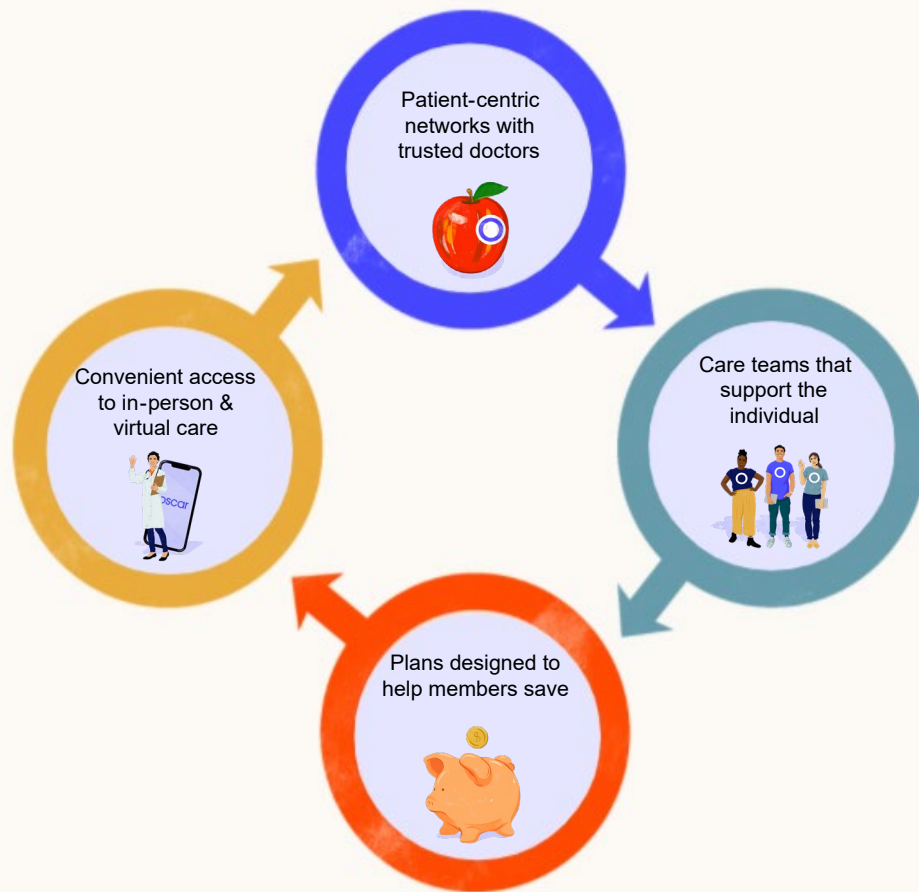 Patient-centric
networks with
trusted doctors
Care teams that
support the
individual
Plans designed to
help members save
Convenient access
to in-person &
virtual care
oscar